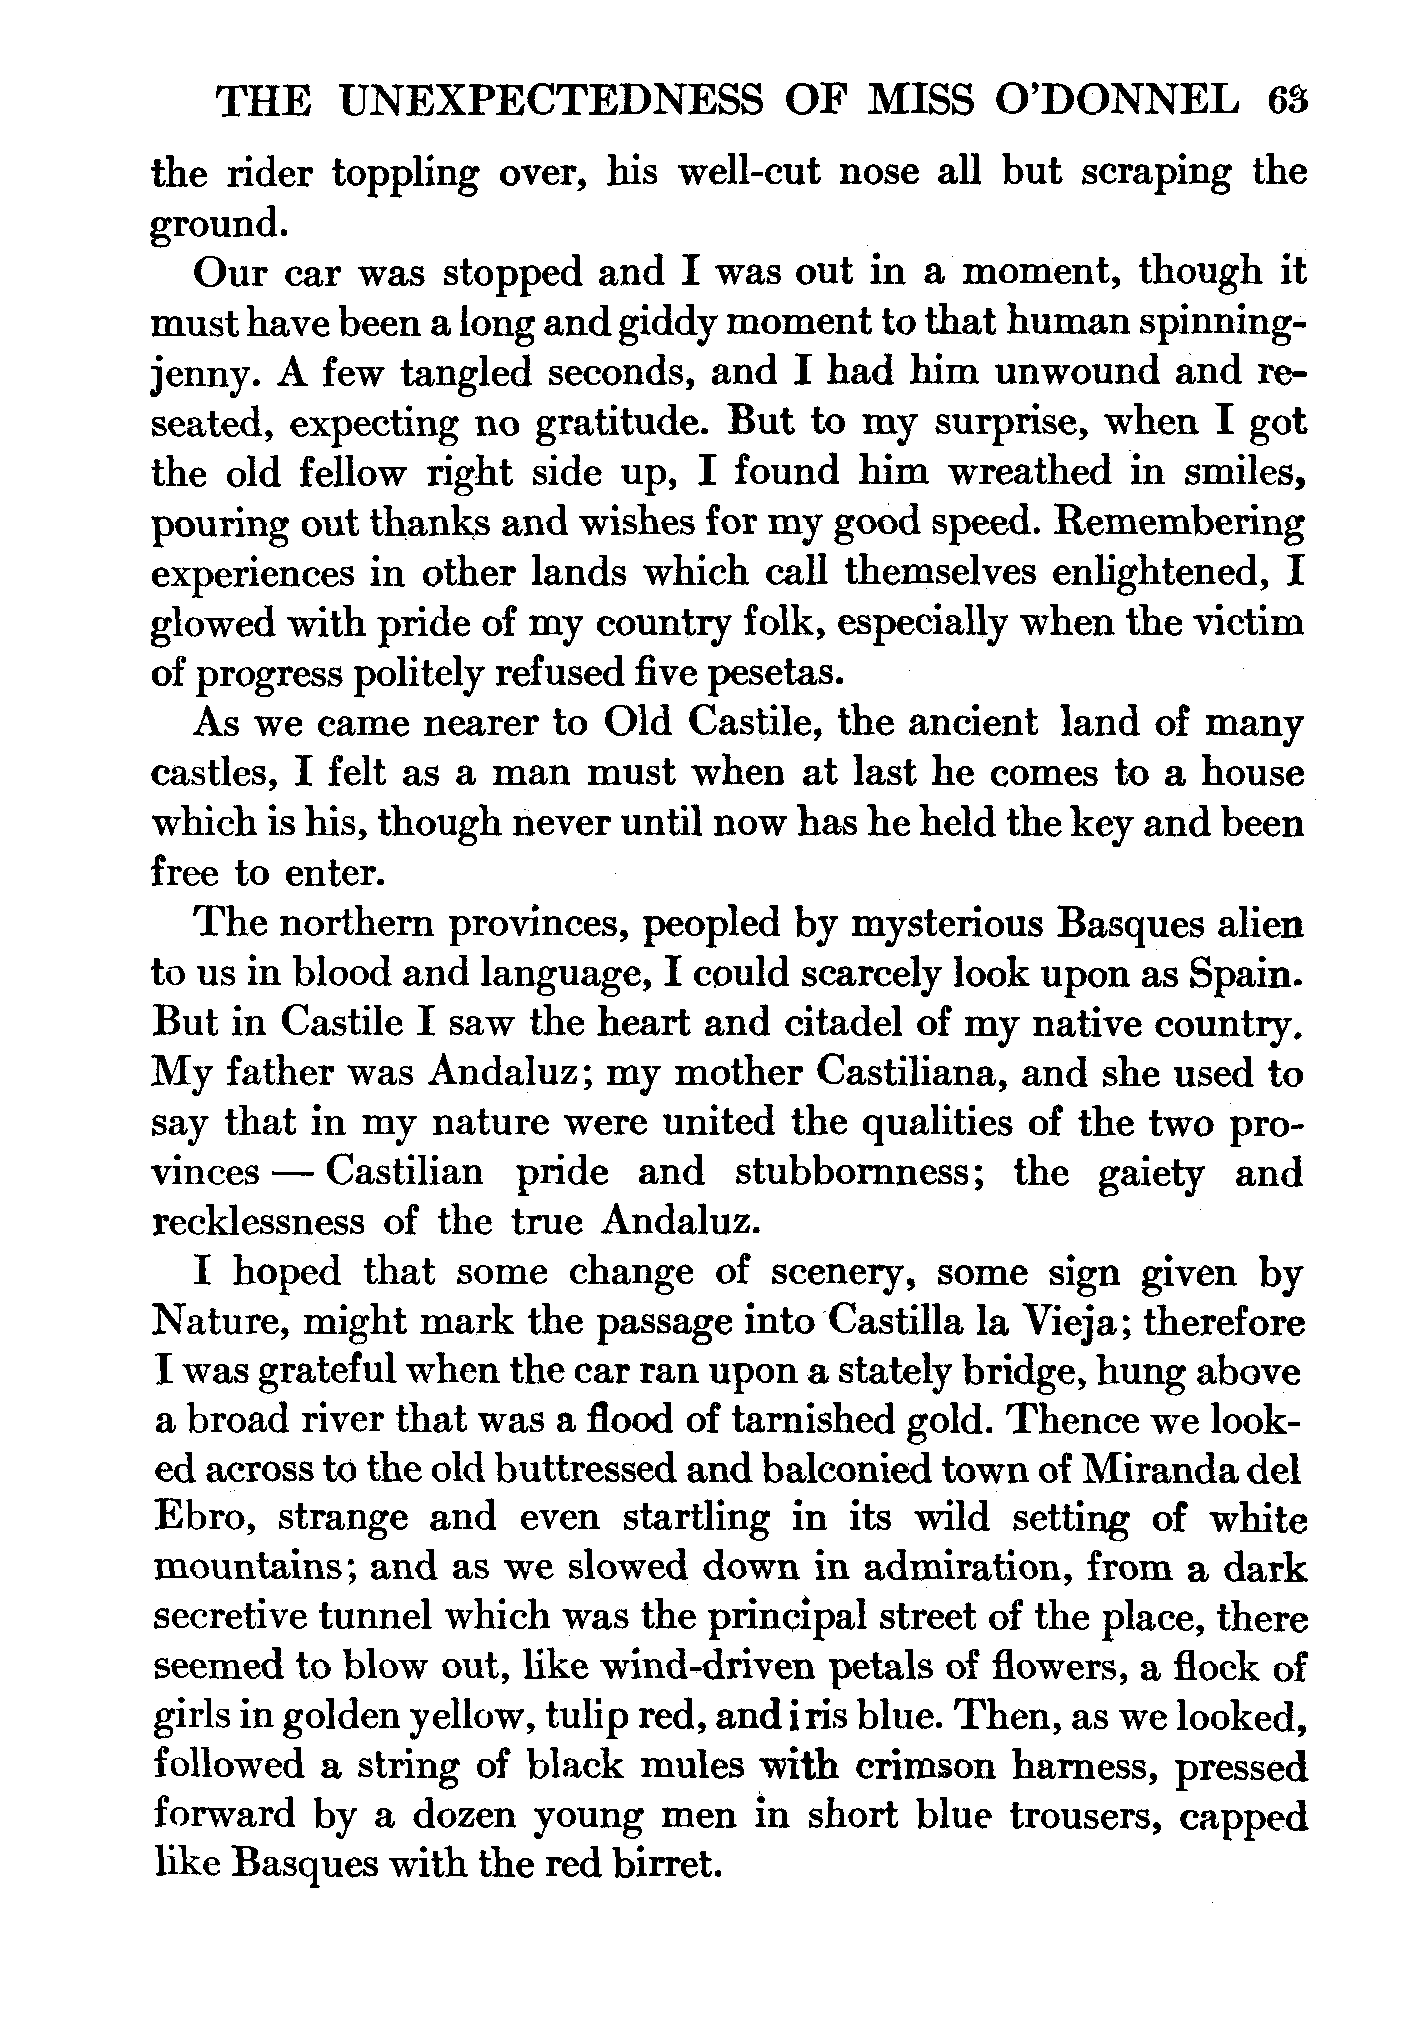 THE UNEXPECTEDNESS OF MISS O'DONNEL 63
the rider toppling over, his well-cut nose all but scraping the
ground.
Our car was stopped and I was out in a moment, though it
must have been a long and giddy moment to that human spinning-
jenny. A few tangled seconds, and I had him unwound and re-
seated, expecting no gratitude. But to my surprise, when I got
the old fellow right side up, I found him wreathed in smiles,
pouring out thanks and wishes for my good speed. Remembering
experiences in other lands which call themselves enlightened, I
glowed with pride of my country folk, especially when the victim
of progress politely refused five pesetas.
As we came nearer to Old Castile, the ancient land of many
castles, I felt as a man must when at last he comes to a house
which is his, though never until now has he held the key and been
free to enter.
The northern provinces, peopled by mysterious Basques alien
to us in blood and language, I could scarcely look upon as Spain.
But in Castile I saw the heart and citadel of my native country.
My father was Andaluz; my mother Castiliana, and she used to
say that in my nature were united the qualities of the two pro-
vinces — Castilian pride and stubbornness; the gaiety and
recklessness of the true Andaluz.
I hoped that some change of scenery, some sign given by
Nature, might mark the passage into Castilla la Vieja; therefore
I was grateful when the car ran upon a stately bridge, hung above
a broad river that was a flood of tarnished gold. Thence we look-
ed across to the old buttressed and balconied town of Miranda del
Ebro, strange and even startling in its wild setting of white
mountains; and as we slowed down in admiration, from a dark
secretive tunnel which was the principal street of the place, there
seemed to blow out, like wind-driven petals of flowers, a flock of
girls in golden yellow, tulip red, and iris blue. Then, as we looked,
followed a string of black mules with crimson harness, pressed
forward by a dozen young men in short blue trousers, capped
like Basques with the red birret.